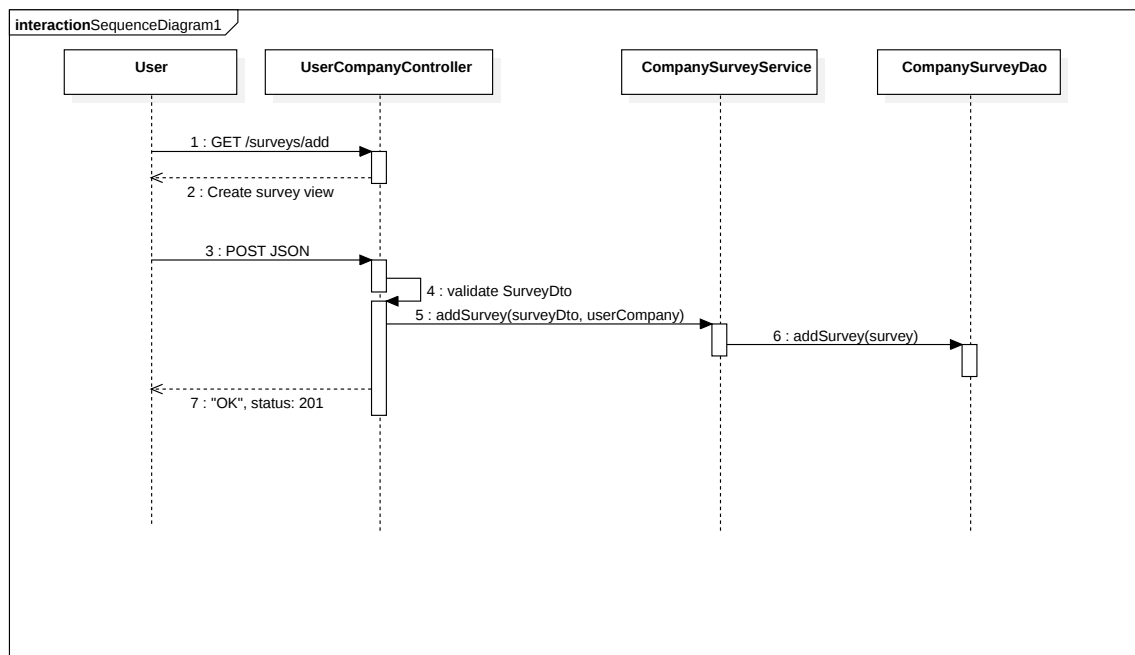 interactionSequenceDiagram1
User
UserCompanyController
CompanySurveyService
CompanySurveyDao
1 : GET /surveys/add
2 : Create survey view
3 : POST JSON
4 : validate SurveyDto
5 : addSurvey(surveyDto, userCompany)
6 : addSurvey(survey)
7 : "OK", status: 201